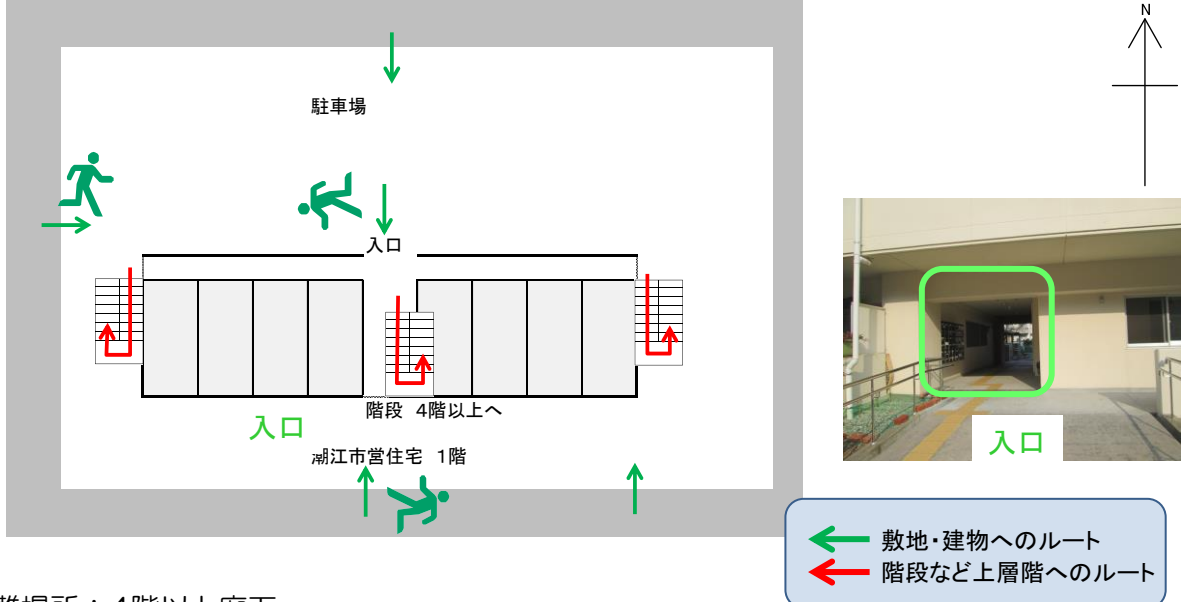 N
駐車場
入口
階段 4階以上へ
入口
潮江市営住宅 1階
入口
敷地・建物へのルート
階段など上層階へのルート